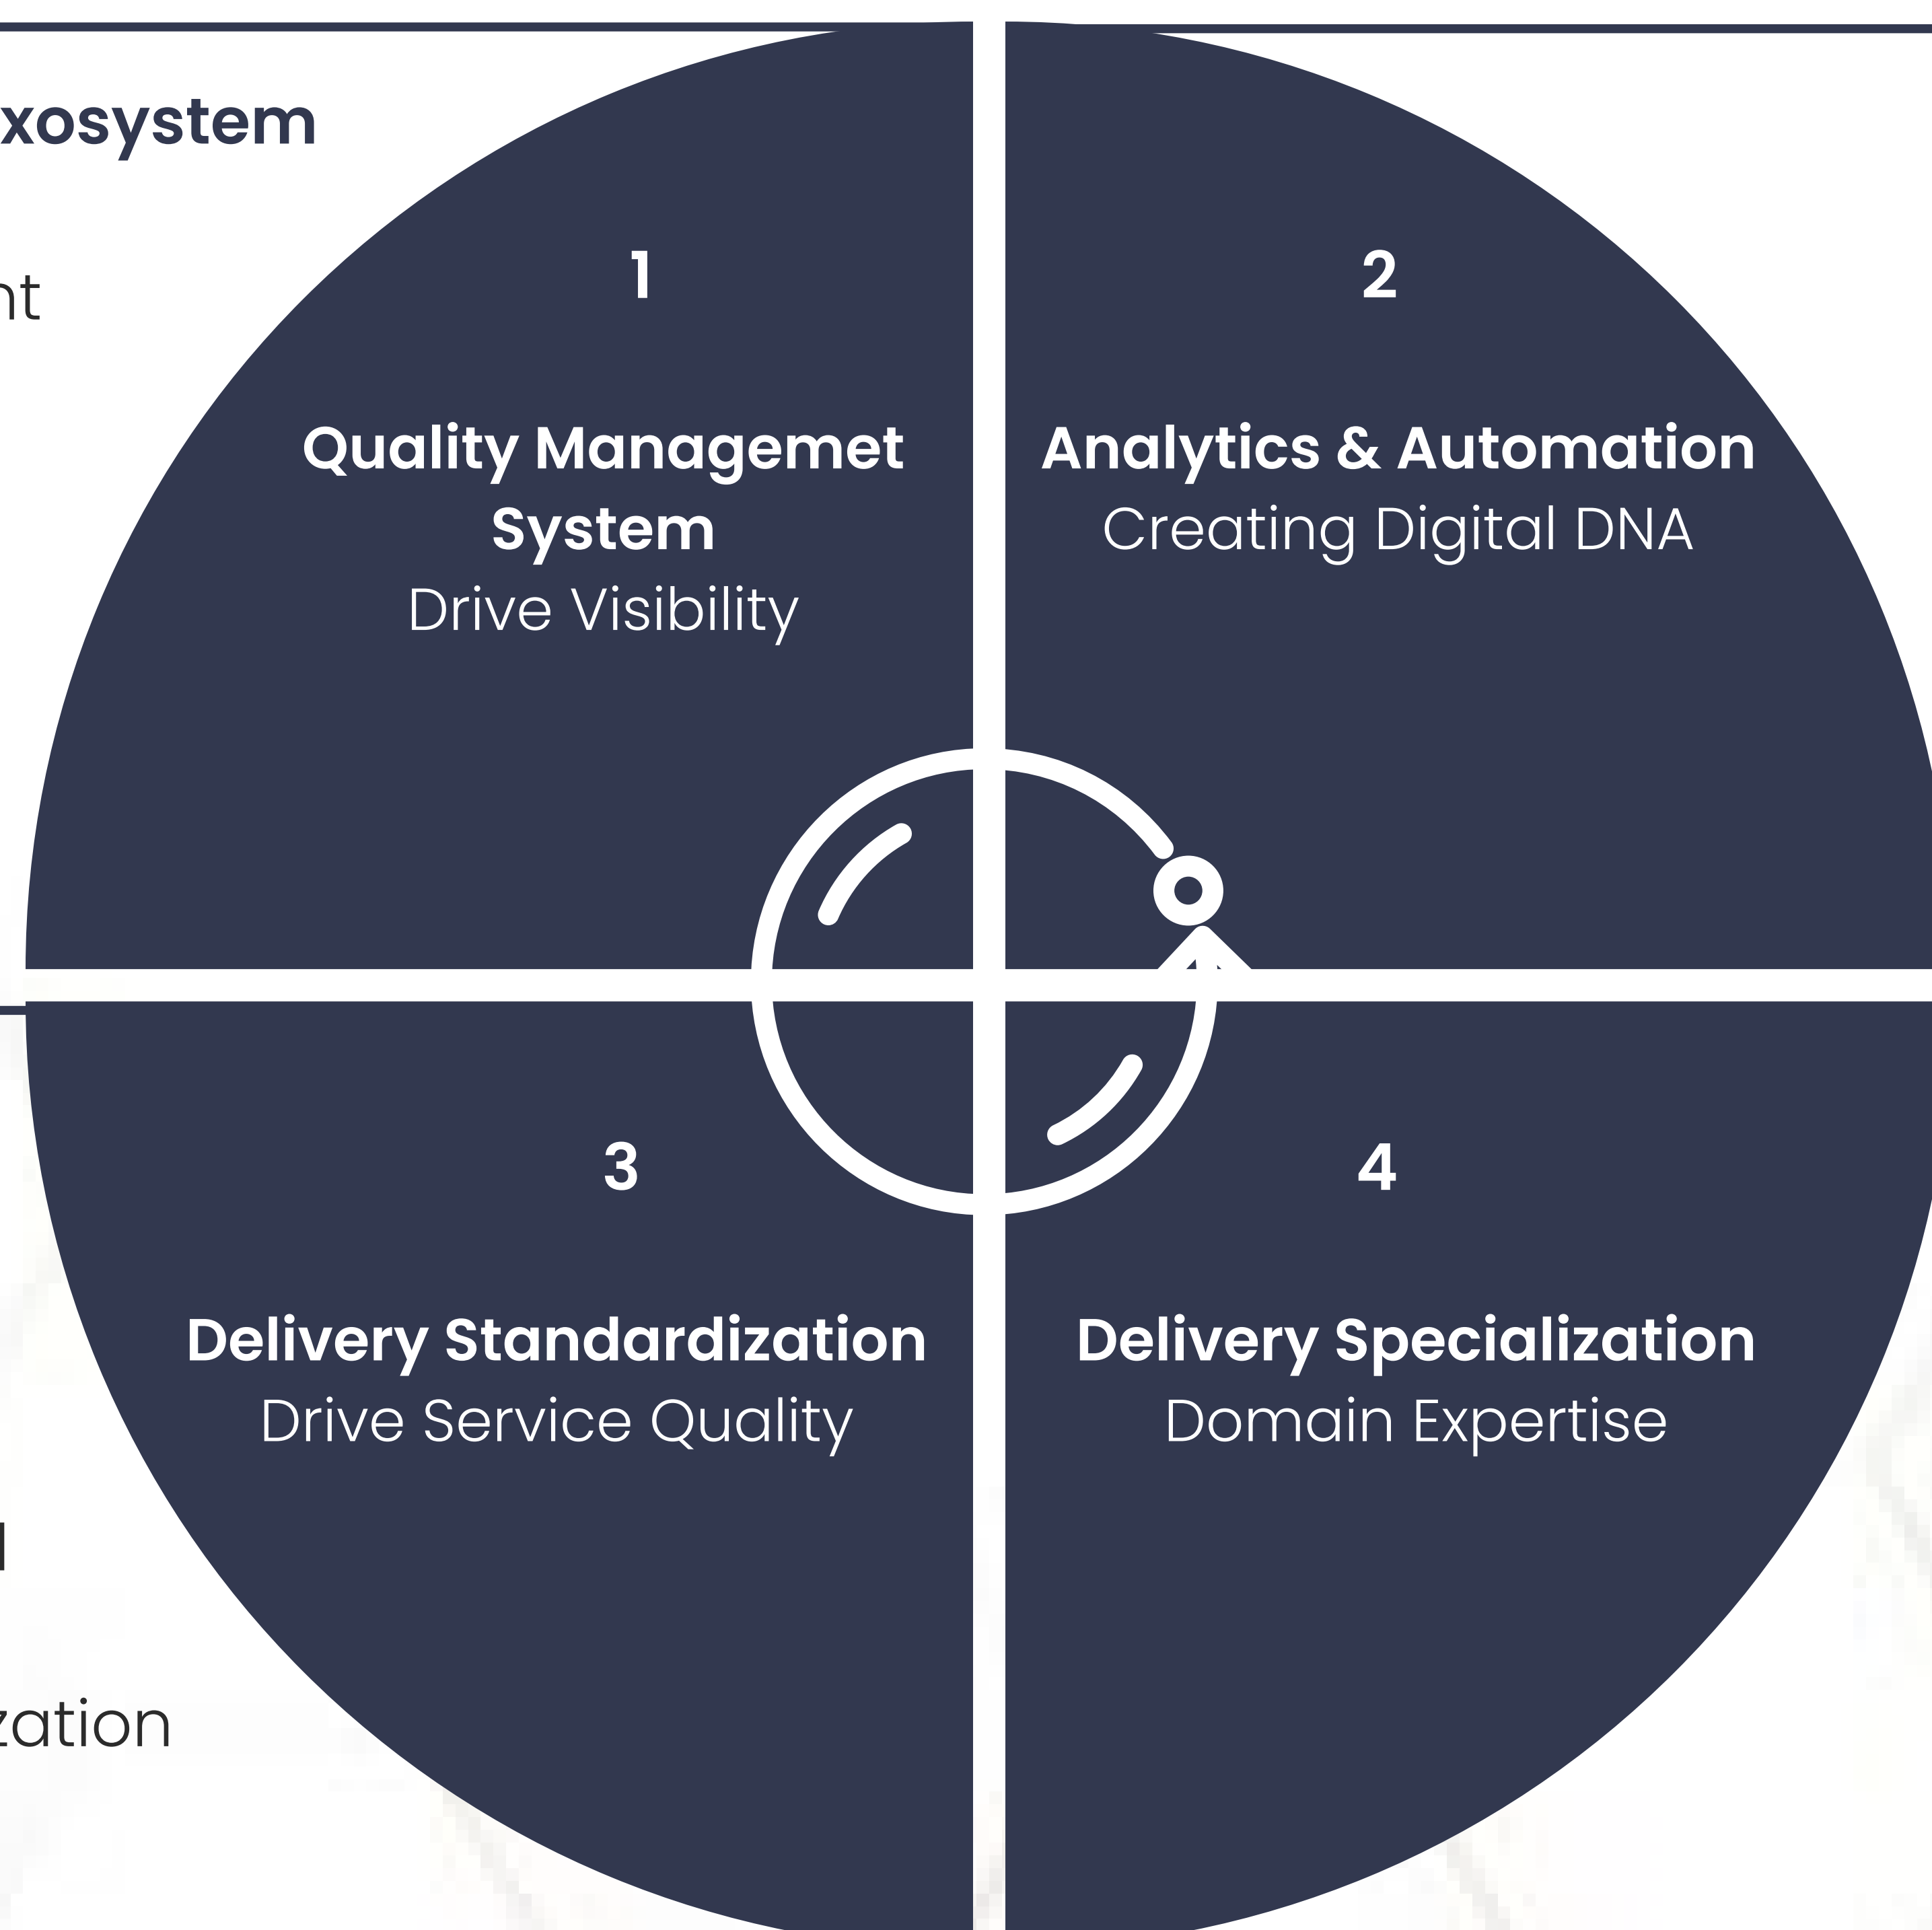 xosystem
nt
1
Quality Managemet
System
Drive Visibility
2
Analytics & Automation
Creating Digital DNA
3
Delivery Standardization
Drive Service Quality
4
Delivery Specialization
Domain Expertise
zation